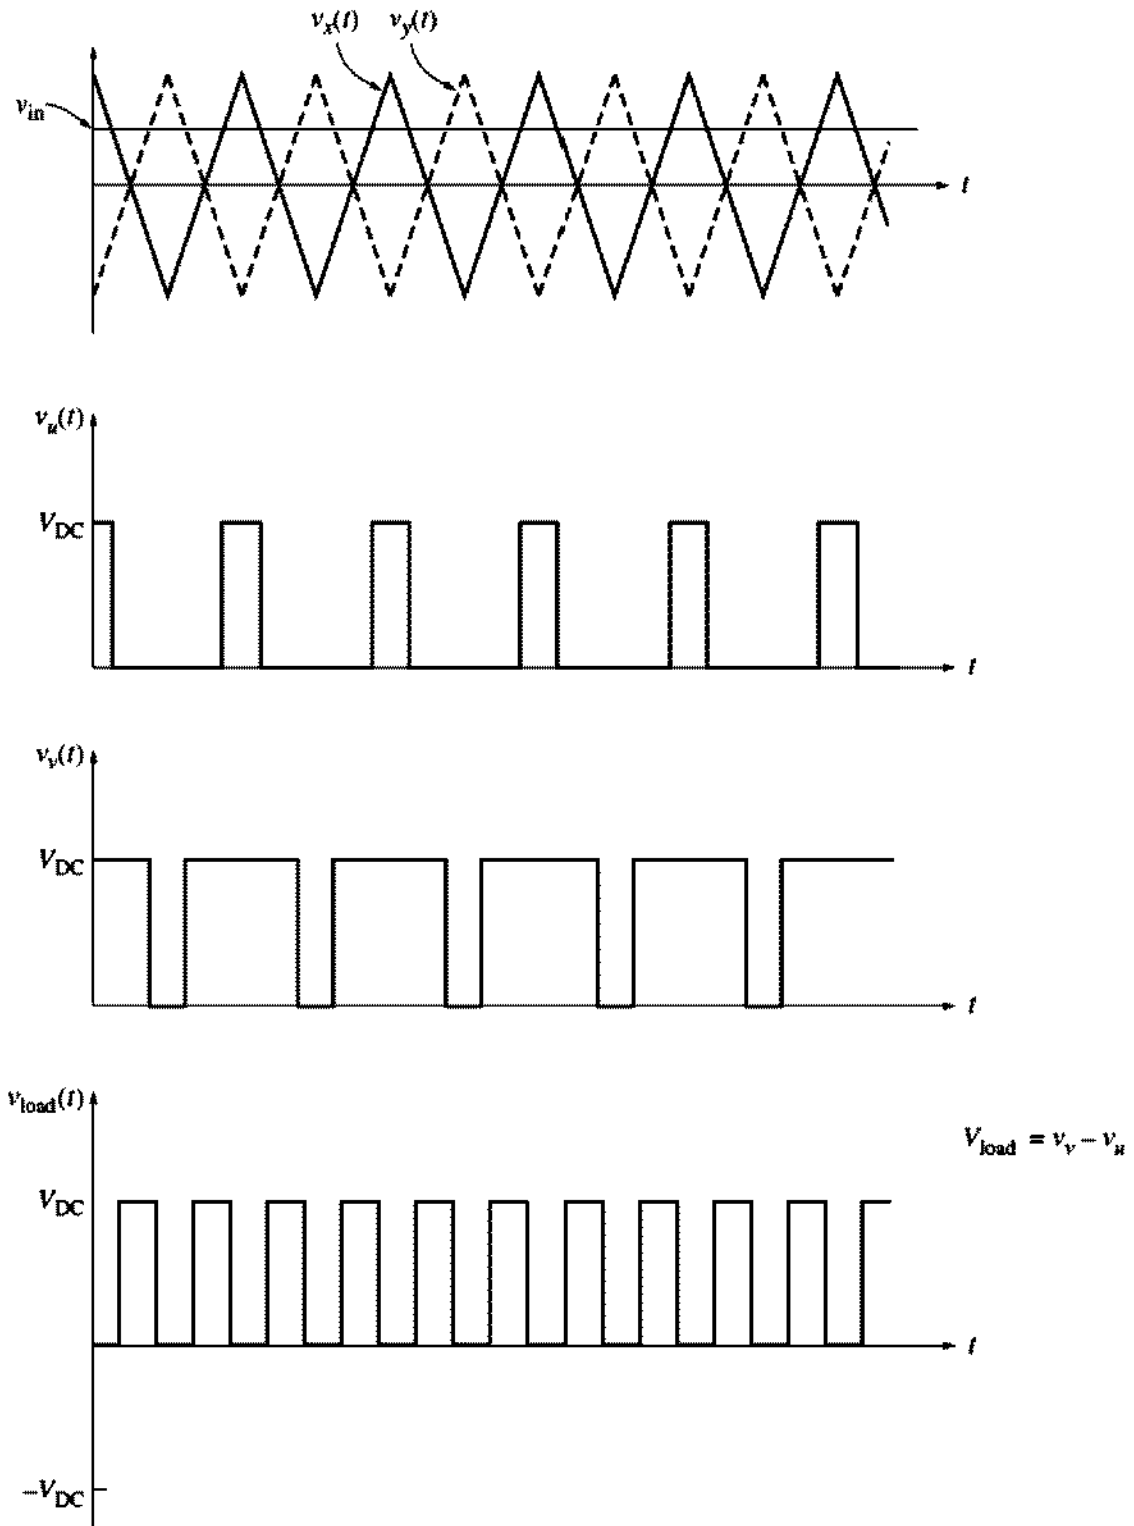 v_x(t) v_y(t)
v_in
t
v_u(t)
V_DC
t
v_v(t)
V_DC
t
v_load(t)
V_load = v_v − v_u
V_DC
t
−V_DC